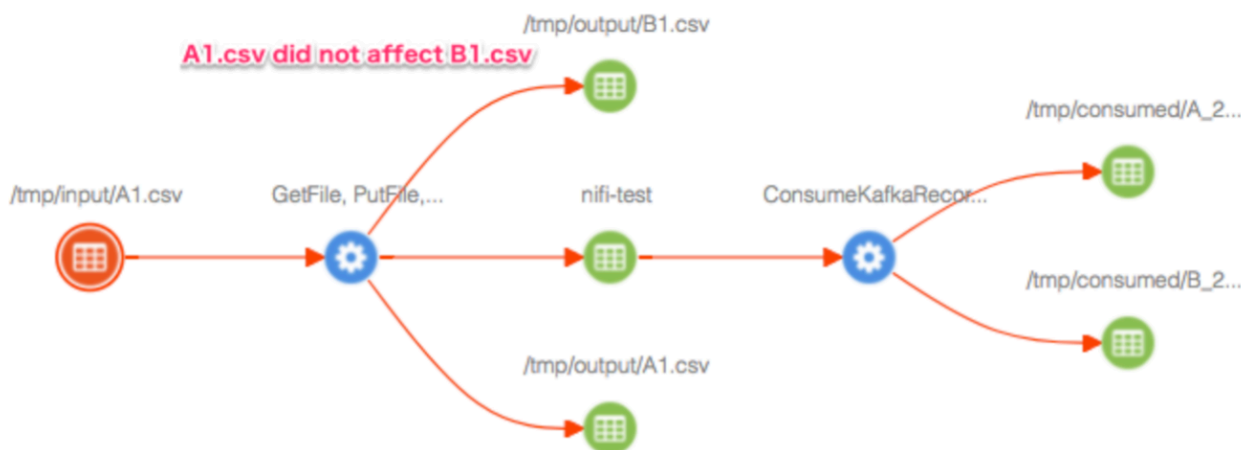 /tmp/output/B1.csv
A1.csv did not affect B1.csv
/tmp/consumed/A_2...
/tmp/input/A1.csv
GetFile, PutFile,...
nifi-test
ConsumeKafkaRecor...
/tmp/consumed/B_2...
/tmp/output/A1.csv